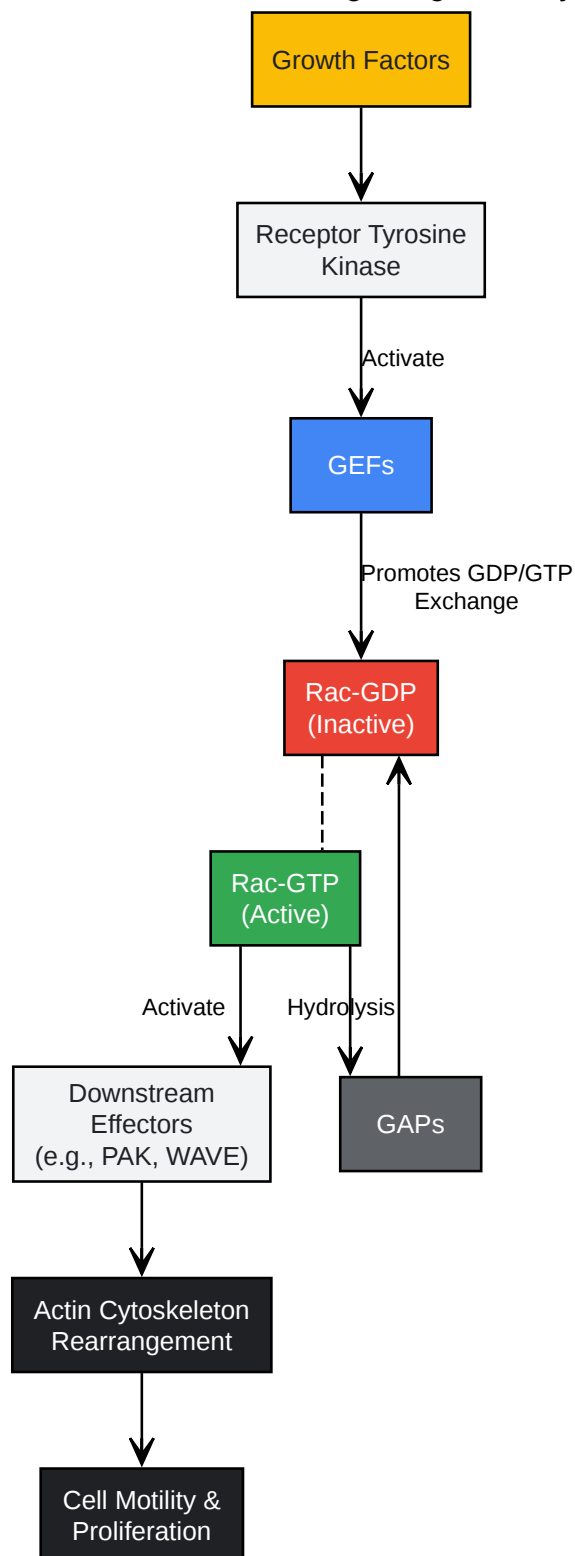 Growth Factors
Receptor Tyrosine
Kinase
Activate
GEFs
Promotes GDP/GTP
Exchange
Rac-GDP
(Inactive)
Rac-GTP
(Active)
Activate
Hydrolysis
Downstream
Effectors
(e.g., PAK, WAVE)
GAPs
Actin Cytoskeleton
Rearrangement
Cell Motility &
Proliferation